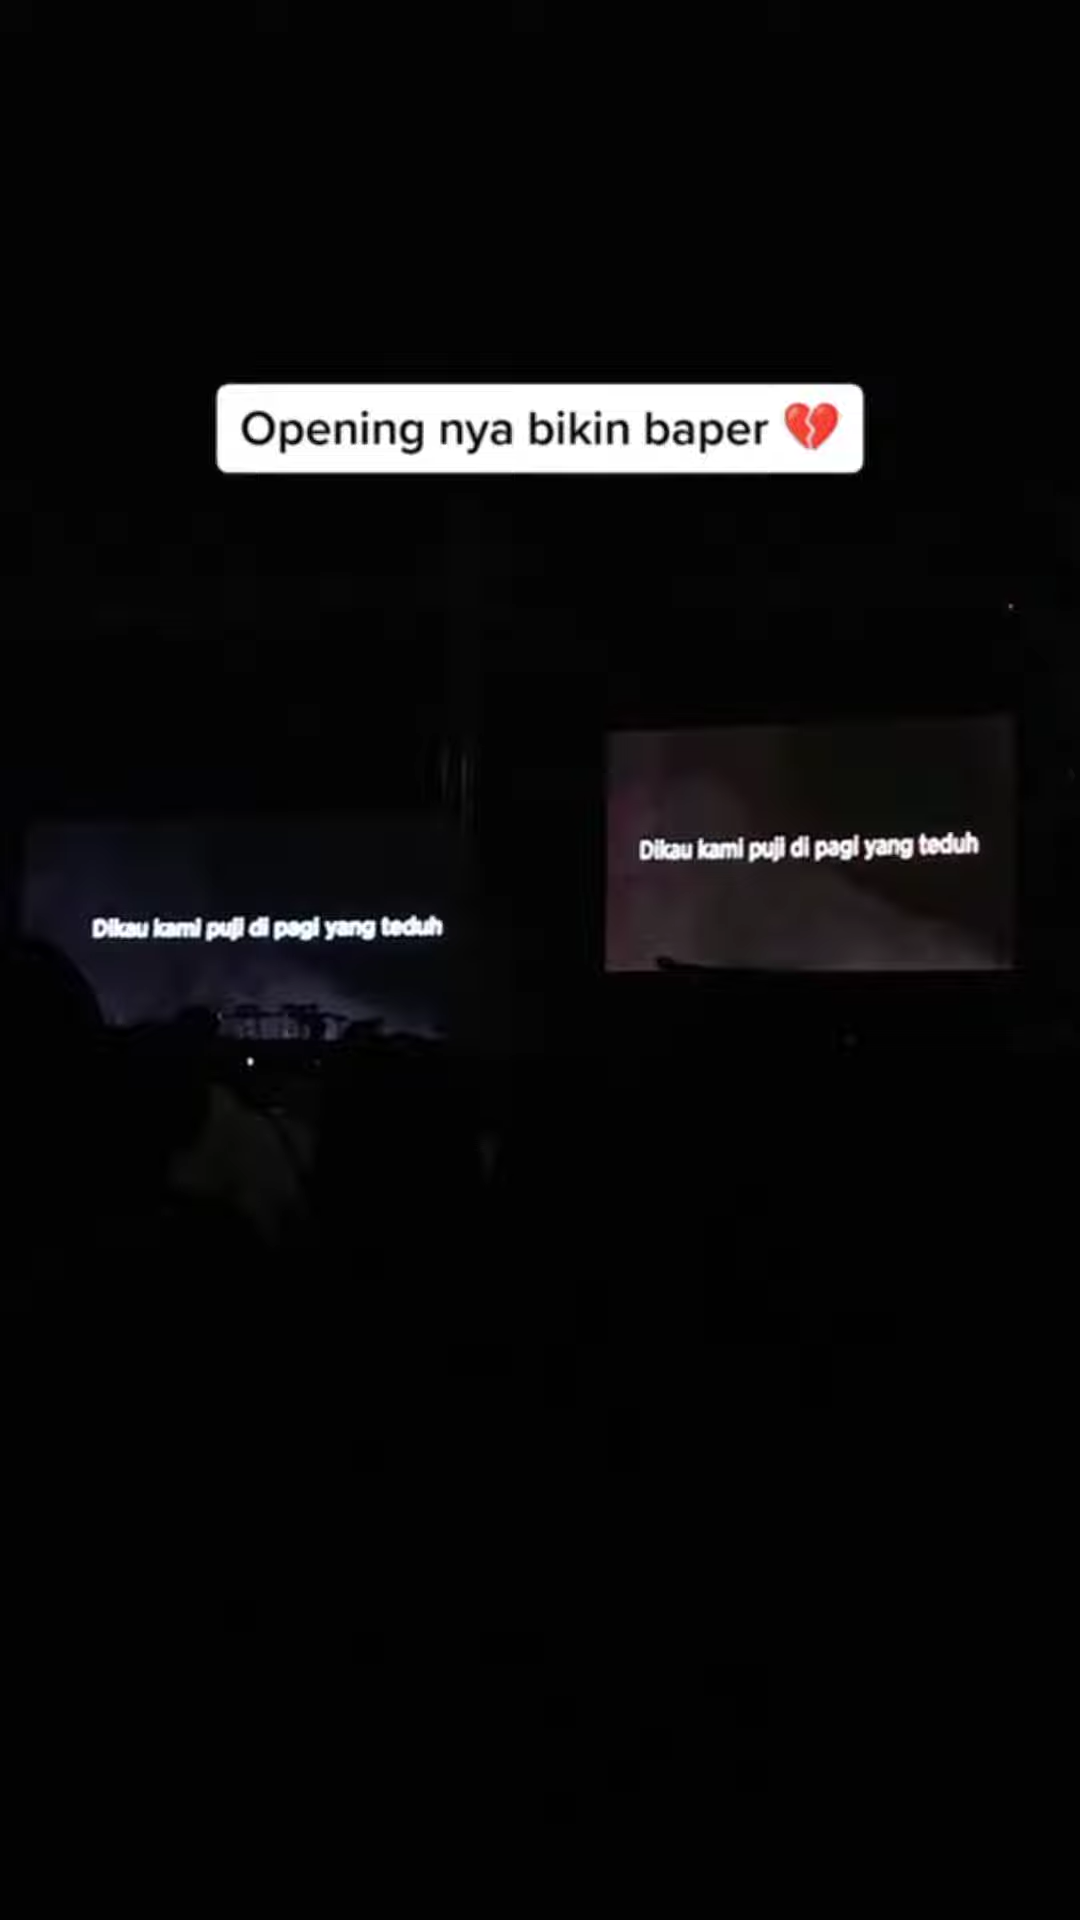 Opening nya bikin baper 💔
Dikau kami puji di pagi yang teduh
Dikau kami puji di pagi yang teduh